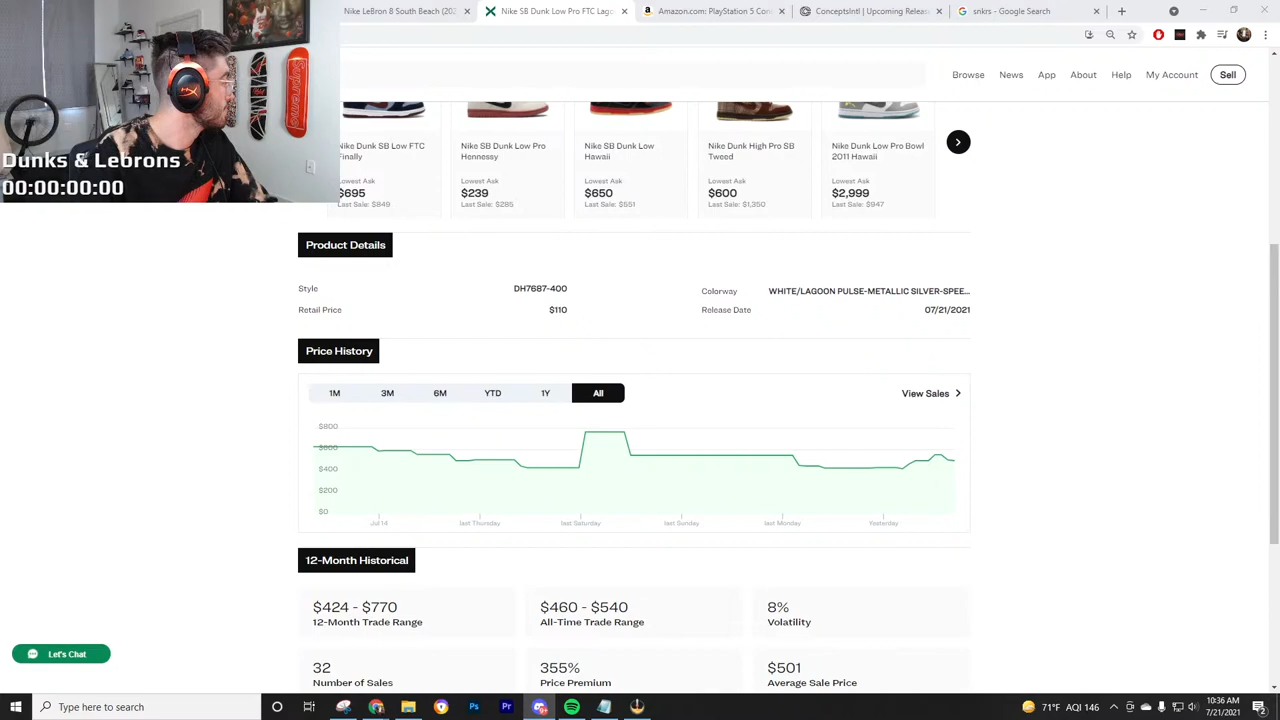 Nike LeBron 8 South Beach (202
Nike SB Dunk Low Pro FTC Lago
Amazon.com: PlayStation 5 Con
ConceptsIntl | Upcoming Releas
snkrs - Google Search
Browse
News
App
About
Help
My Account
Sell
Dunks & Lebrons
00:00:00:00
Nike Dunk SB Low FTC
Finally
Lowest Ask
$695
Last Sale: $849
Nike SB Dunk Low Pro
Hennessy
Lowest Ask
$239
Last Sale: $285
Nike SB Dunk Low
Hawaii
Lowest Ask
$650
Last Sale: $551
Nike Dunk High Pro SB
Tweed
Lowest Ask
$600
Last Sale: $1,350
Nike Dunk Low Pro Bowl
2011 Hawaii
Lowest Ask
$2,999
Last Sale: $947
Product Details
Style
DH7687-400
Colorway
WHITE/LAGOON PULSE-METALLIC SILVER-SPEE...
Retail Price
$110
Release Date
07/21/2021
Price History
1M
3M
6M
YTD
1Y
All
View Sales
$800
$600
$400
$200
$0
Jul 14
last Thursday
last Saturday
last Sunday
last Monday
Yesterday
12-Month Historical
$424 - $770
12-Month Trade Range
$460 - $540
All-Time Trade Range
8%
Volatility
32
Number of Sales
355%
Price Premium
$501
Average Sale Price
Let's Chat
Type here to search
71°F AQI 146
10:36 AM
7/21/2021